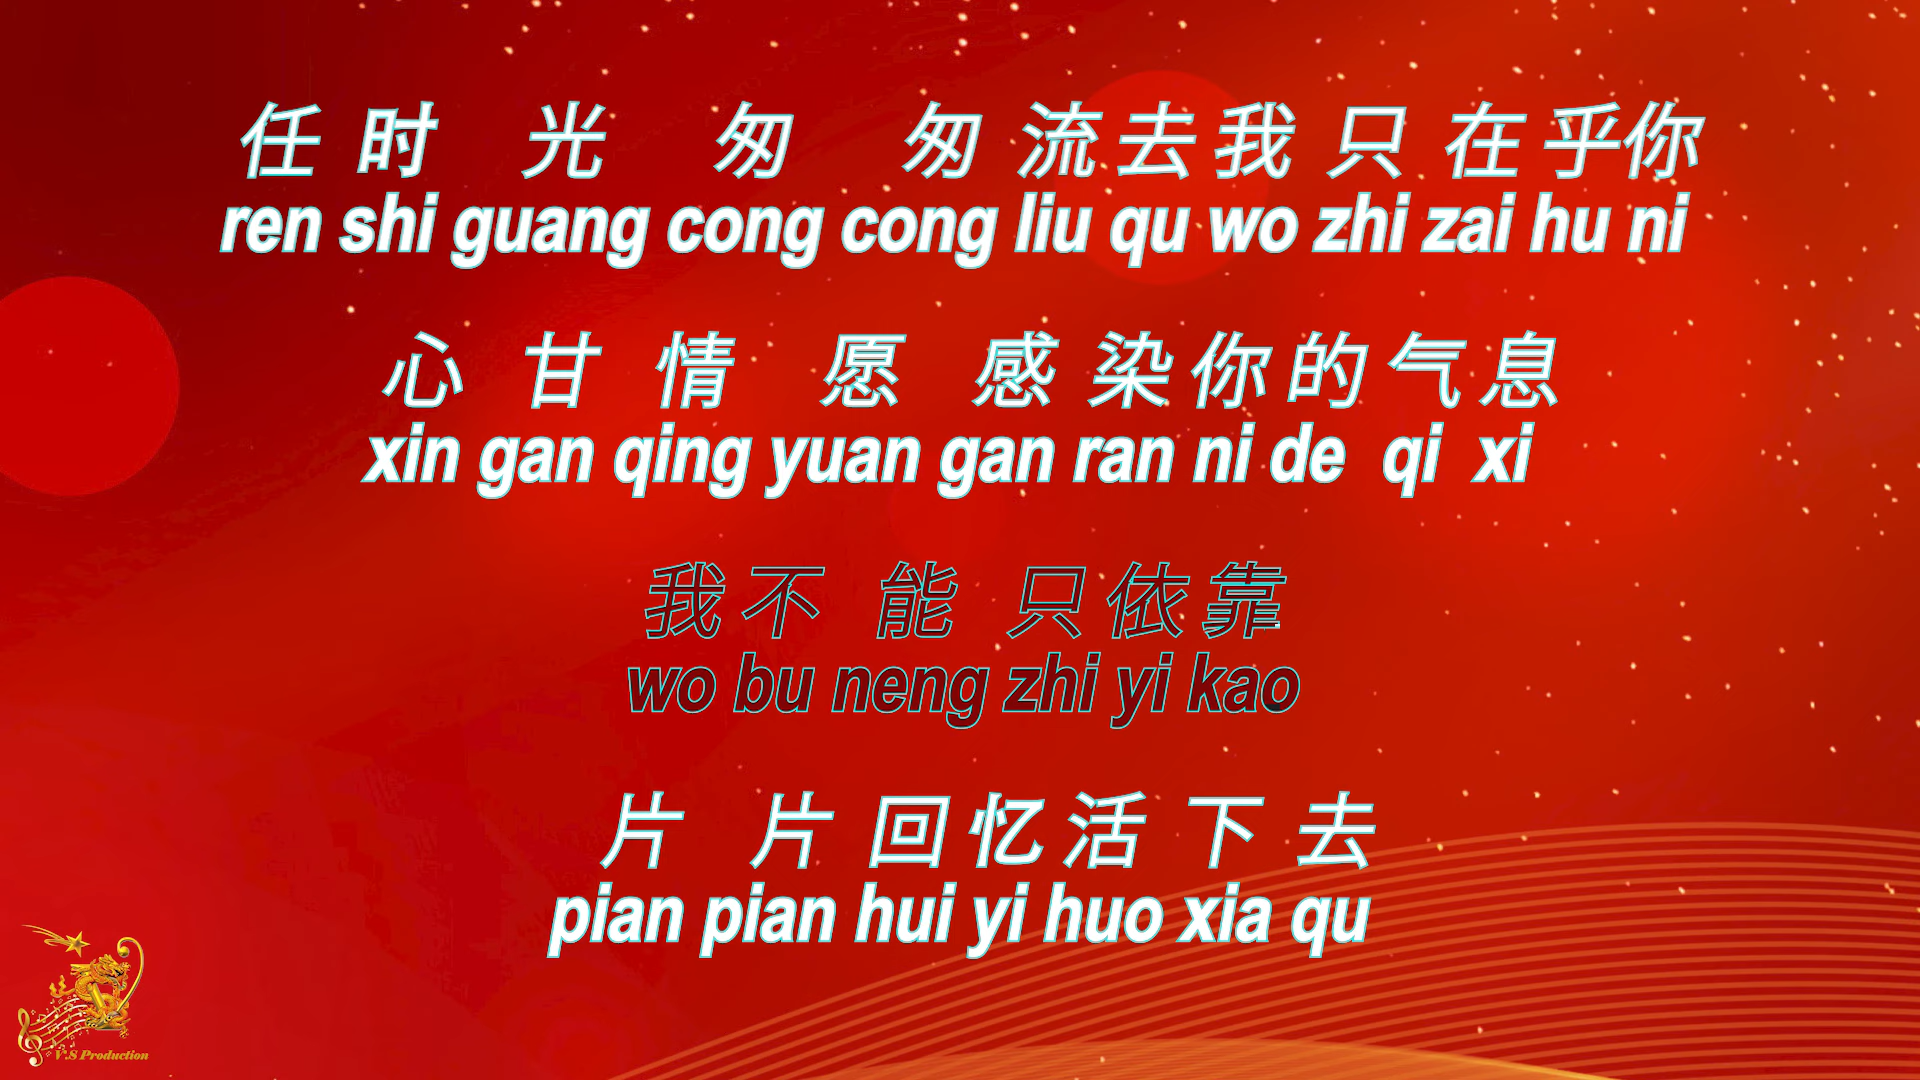 任时光匆匆流去我只在乎你
ren shi guang cong cong liu qu wo zhi zai hu ni
心甘情愿感染你的气息
xin gan qing yuan gan ran ni de qi xi
我不能只依靠
wo bu neng zhi yi kao
片片回忆活下去
pian pian hui yi huo xia qu
V.S Production